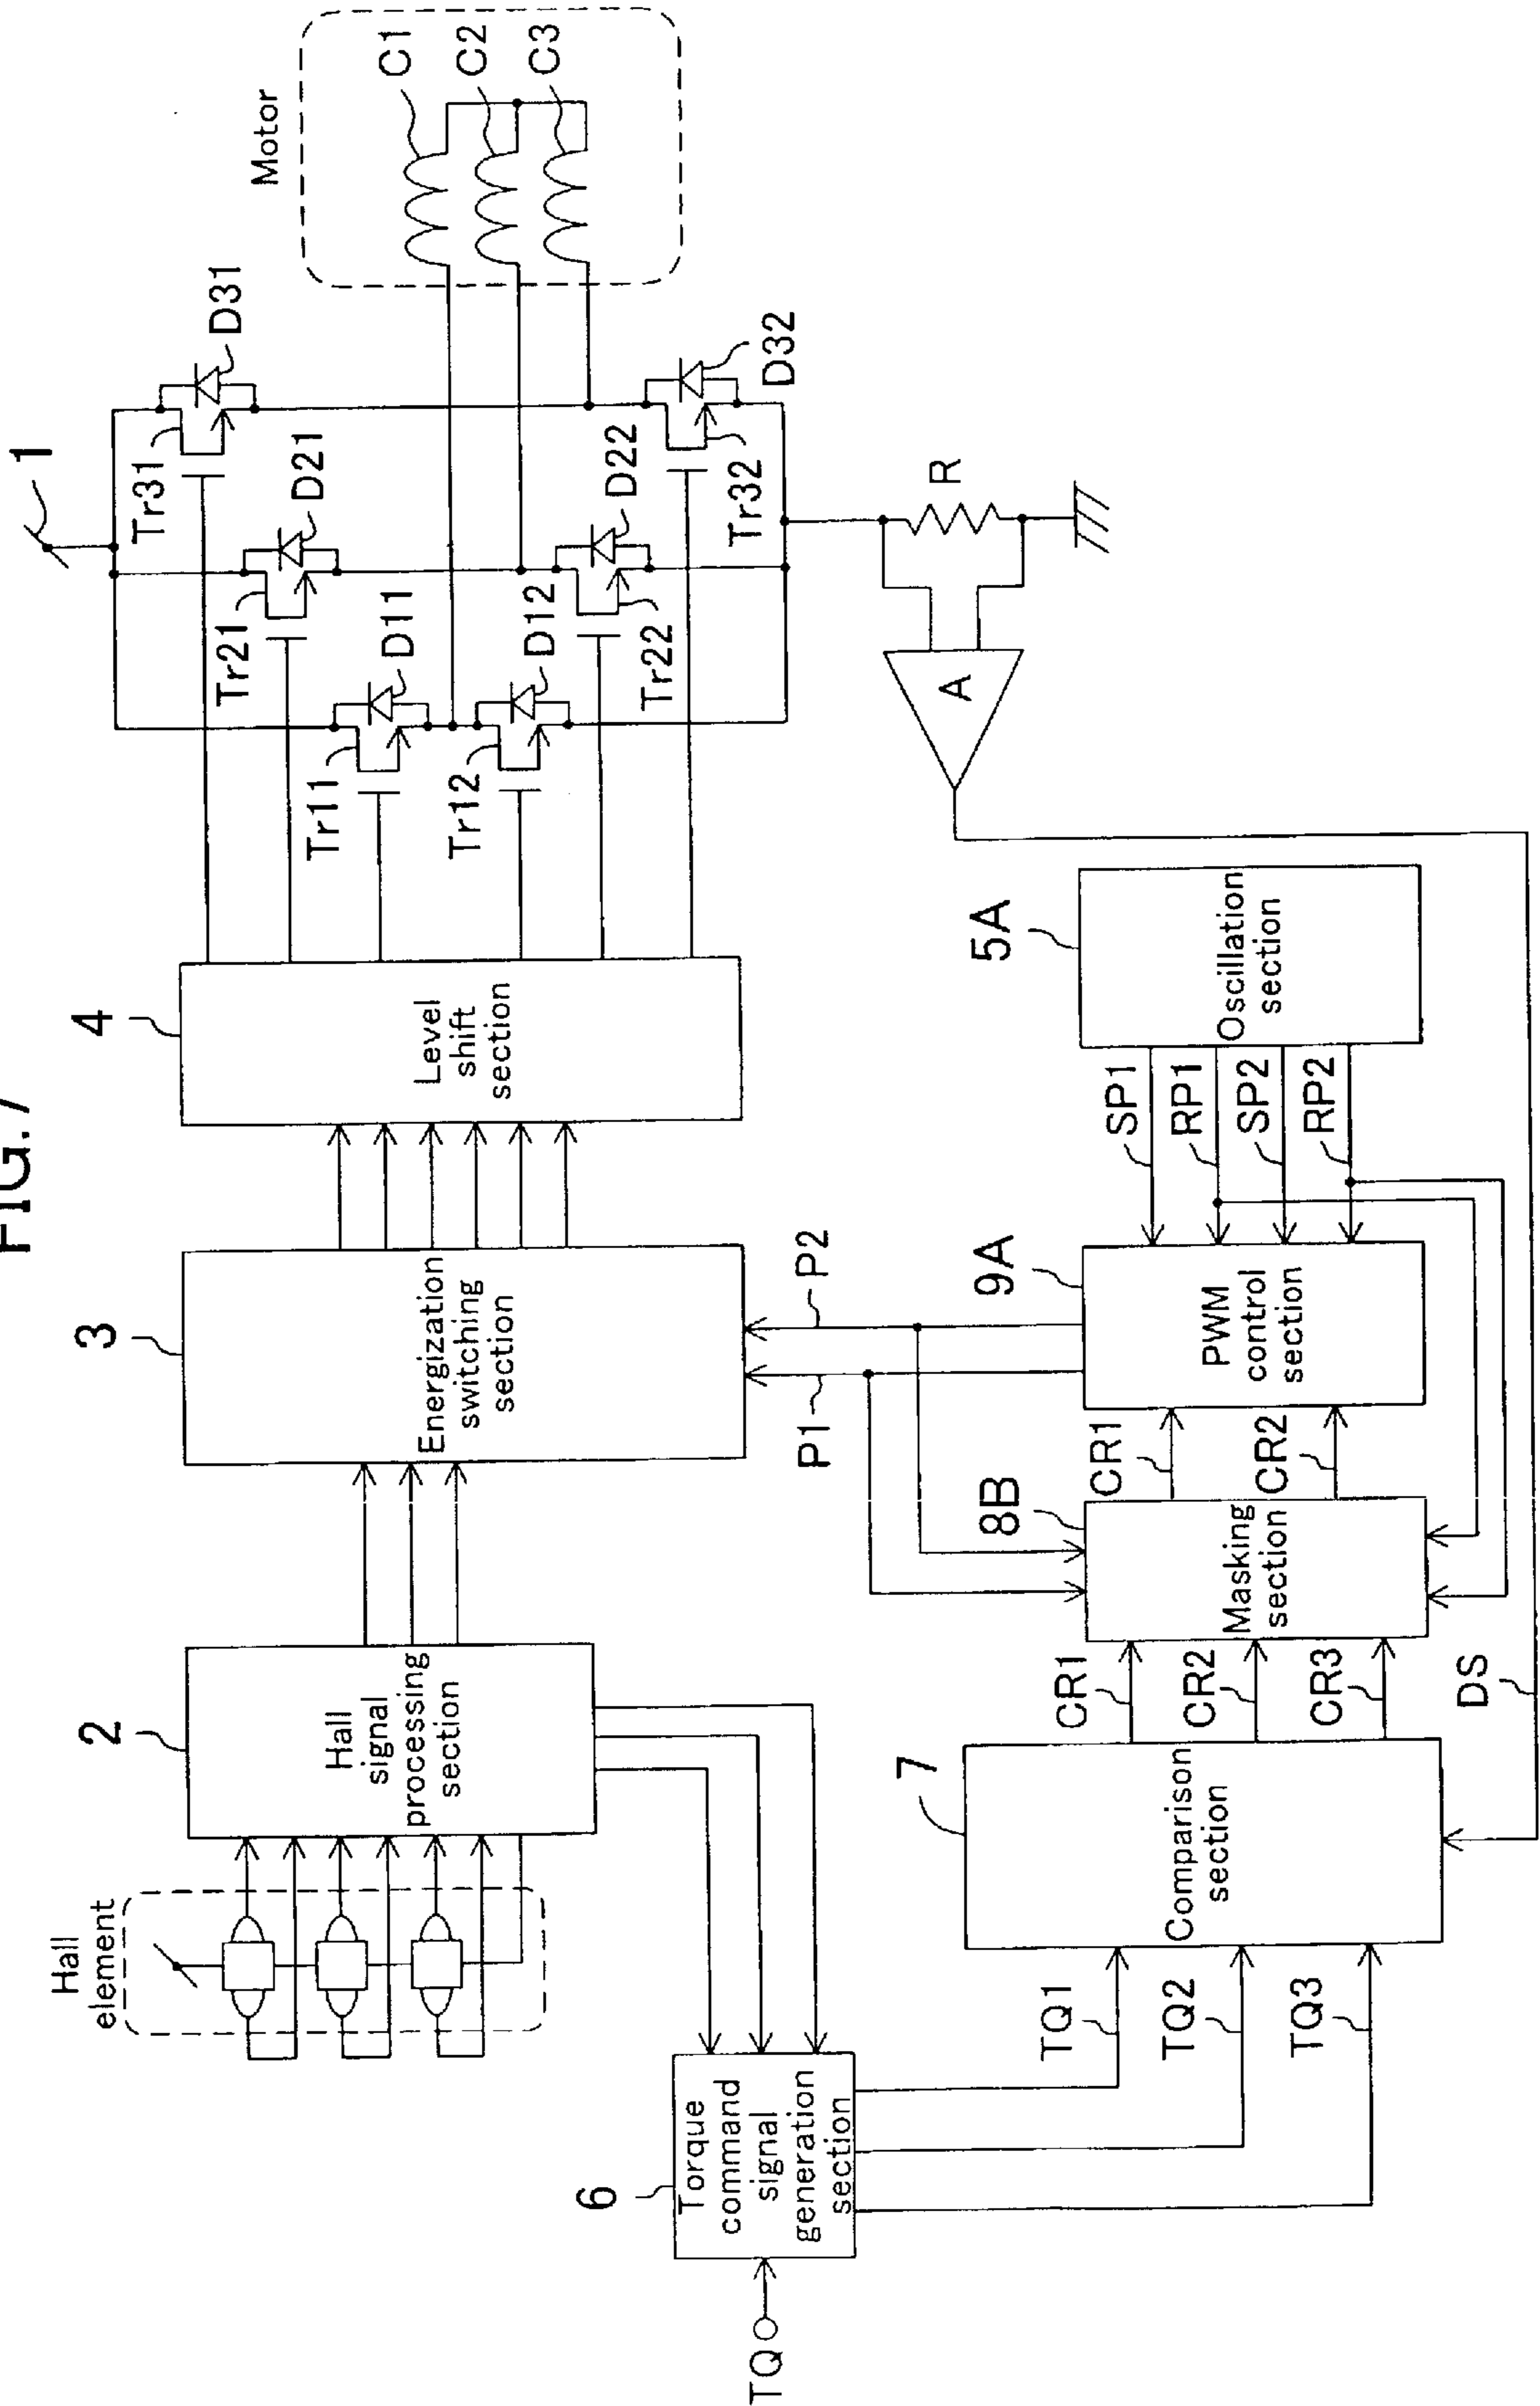 FIG. 7
1
Motor
C1
C2
C3
D31
Tr31
D21
Tr21
D11
Tr11
D12
Tr12
D22
Tr22
D32
Tr32
R
A
4
Level
shift
section
3
Energization
switching
section
2
Hall
signal
processing
section
Hall
element
P1
P2
5A
Oscillation
section
SP1
RP1
SP2
RP2
9A
PWM
control
section
CR1
CR2
8B
Masking
section
CR1
CR2
CR3
DS
7
Comparison
section
TQ1
TQ2
TQ3
6
Torque
command
signal
generation
section
TQ